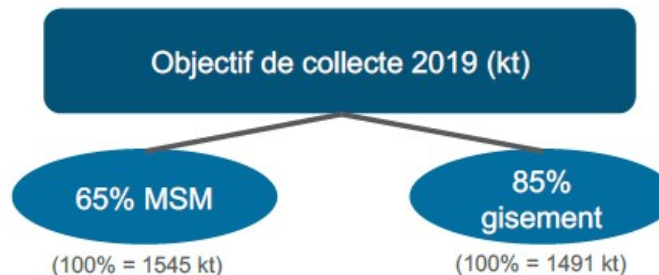 Objectif de collecte 2019 (kt)
65% MSM
85%
gisement
(100% = 1545 kt)
(100% = 1491 kt)